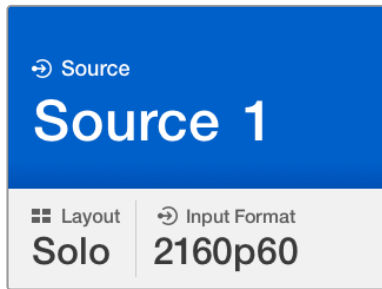 Source
Source 1
Layout
Input Format
Solo
2160p60